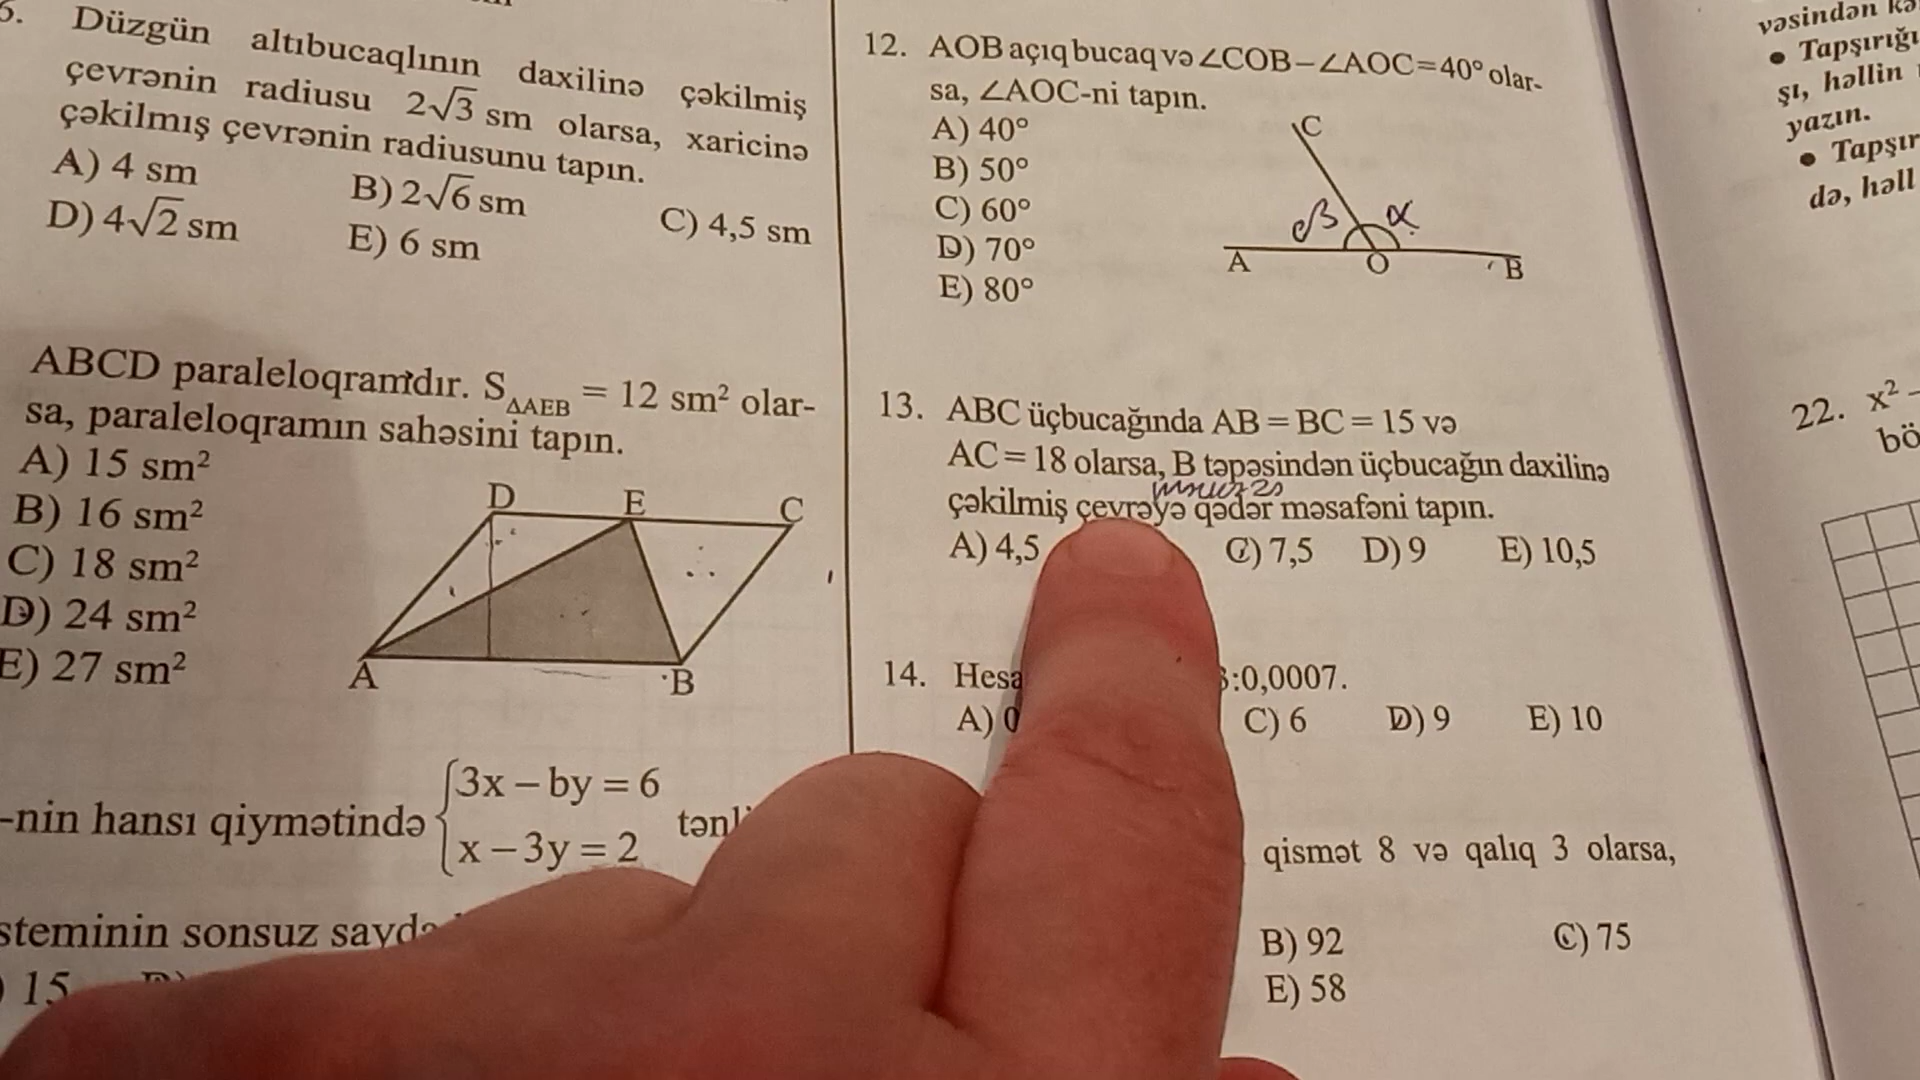 6. Düzgün altıbucaqlının daxilinə çəkilmiş
çevrənin radiusu 2√3 sm olarsa, xaricinə
çəkilmış çevrənin radiusunu tapın.
A) 4 sm B) 2√6 sm C) 4,5 sm
D) 4√2 sm E) 6 sm
ABCD paraleloqramdır. S△AEB = 12 sm² olar-
sa, paraleloqramın sahəsini tapın.
A) 15 sm²
B) 16 sm²
C) 18 sm²
D) 24 sm²
E) 27 sm²
D E C
A B
-nin hansı qiymətində {3x – by = 6
x – 3y = 2
steminin sonsuz sayda
15
12. AOB açıq bucaq və ∠COB – ∠AOC = 40° olar-
sa, ∠AOC-ni tapın.
A) 40°
B) 50°
C) 60°
D) 70°
E) 80°
C
β α
A O B
13. ABC üçbucağında AB = BC = 15 və
AC = 18 olarsa, B təpəsindən üçbucağın daxilinə
çəkilmiş çevrəyə qədər məsafəni tapın.
A) 4,5 C) 7,5 D) 9 E) 10,5
14. :0,0007.
A) C) 6 D) 9 E) 10
qismət 8 və qalıq 3 olarsa,
B) 92 C) 75
E) 58
vəsindən
• Tapşırığı
şı, həllin
yazın.
• Tapşır
də, həll
22. x² –
bö